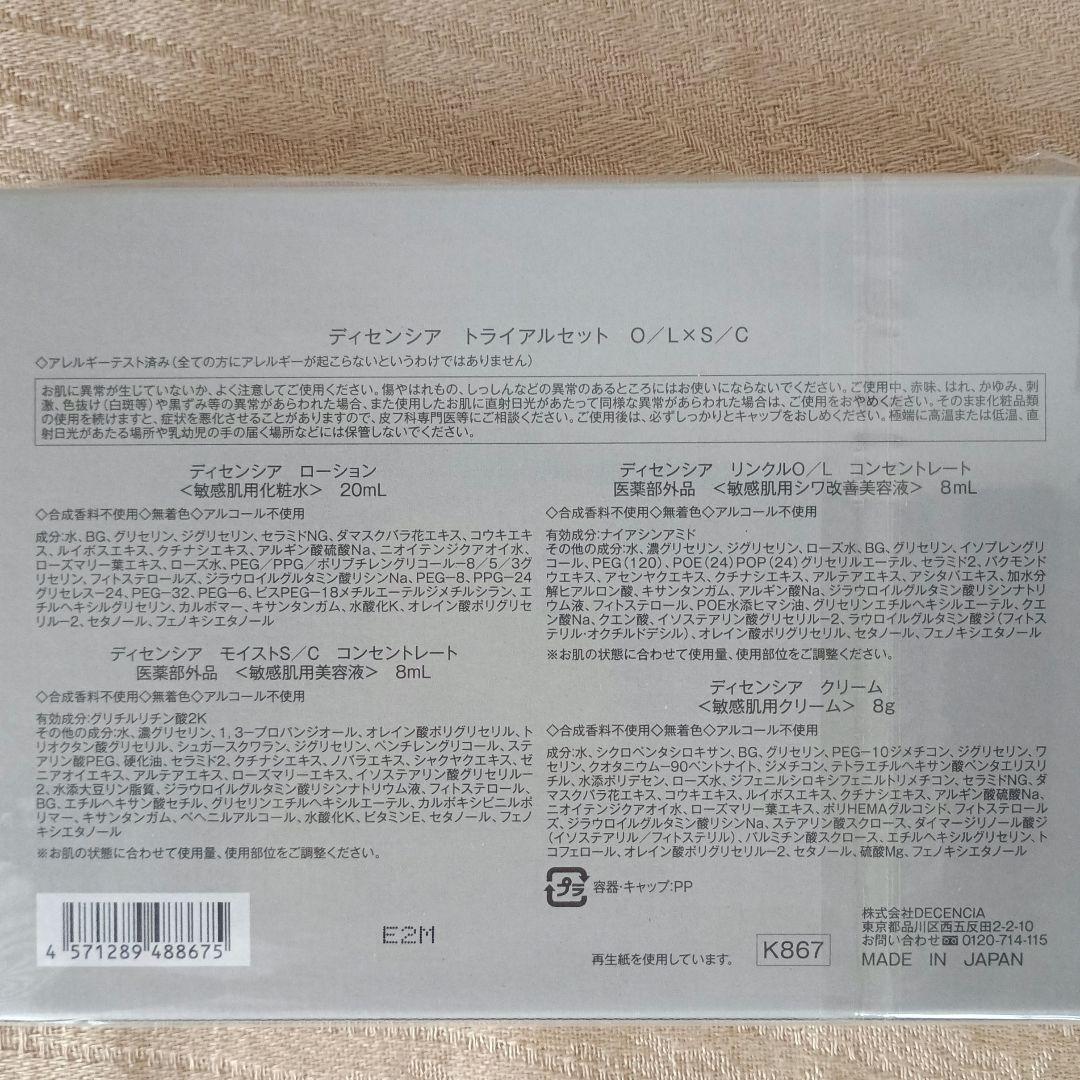 ディセンシア トライアルセット O／L×S／C
◇アレルギーテスト済み(全ての方にアレルギーが起こらないというわけではありません)
お肌に異常が生じていないか、よく注意してご使用ください。傷やはれもの、しっしんなどの異常のあるところにはお使いにならないでください。ご使用中、赤味、はれ、かゆみ、刺
激、色抜け(白斑等)や黒ずみ等の異常があらわれた場合、また使用したお肌に直射日光があたって同様な異常があらわれた場合は、ご使用をおやめください。そのまま化粧品類
の使用を続けますと、症状を悪化させることがありますので、皮フ科専門医等にご相談ください。ご使用後は、必ずしっかりとキャップをおしめください。極端に高温または低温、直
射日光があたる場所や乳幼児の手の届く場所などには保管しないでください。
ディセンシア ローション
＜敏感肌用化粧水＞ 20mL
◇合成香料不使用◇無着色◇アルコール不使用
成分:水、BG、グリセリン、ジグリセリン、セラミドNG、ダマスクバラ花エキス、コウキエキ
ス、ルイボスエキス、クチナシエキス、アルギン酸硫酸Na、ニオイテンジクアオイ水、
ローズマリー葉エキス、ローズ水、PEG／PPG／ポリブチレングリコール-8／5／3グ
リセリン、フィトステロールズ、ジラウロイルグルタミン酸リシンNa、PEG-8、PPG-24
グリセレス-24、PEG-32、PEG-6、ビスPEG-18メチルエーテルジメチルシラン、エ
チルヘキシルグリセリン、カルボマー、キサンタンガム、水酸化K、オレイン酸ポリグリセ
リル-2、セタノール、フェノキシエタノール
ディセンシア モイストS／C コンセントレート
医薬部外品 ＜敏感肌用美容液＞ 8mL
◇合成香料不使用◇無着色◇アルコール不使用
有効成分:グリチルリチン酸2K
その他の成分:水、濃グリセリン、1,3-プロパンジオール、オレイン酸ポリグリセリル、ト
リオクタン酸グリセリル、シュガースクワラン、ジグリセリン、ペンチレングリコール、ステ
アリン酸PEG、硬化油、セラミド2、クチナシエキス、ノバラエキス、シャクヤクエキス、ゼ
ニアオイエキス、アルテアエキス、ローズマリーエキス、イソステアリン酸グリセリル-
2、水添大豆リン脂質、ジラウロイルグルタミン酸リシンナトリウム液、フィトステロール、
BG、エチルヘキサン酸セチル、グリセリンエチルヘキシルエーテル、カルボキシビニルポ
リマー、キサンタンガム、ベヘニルアルコール、水酸化K、ビタミンE、セタノール、フェノ
キシエタノール
※お肌の状態に合わせて使用量、使用部位をご調整ください。
ディセンシア リンクルO／L コンセントレート
医薬部外品 ＜敏感肌用シワ改善美容液＞ 8mL
◇合成香料不使用◇無着色◇アルコール不使用
有効成分:ナイアシンアミド
その他の成分:水、濃グリセリン、ジグリセリン、ローズ水、BG、グリセリン、イソプレングリ
コール、PEG(120)、POE(24)POP(24)グリセリルエーテル、セラミド2、バクモンド
ウエキス、アセンヤクエキス、クチナシエキス、アルテアエキス、アシタバエキス、加水分
解ヒアルロン酸、キサンタンガム、アルギン酸Na、ジラウロイルグルタミン酸リシンナトリ
ウム液、フィトステロール、POE水添ヒマシ油、グリセリンエチルヘキシルエーテル、クエ
ン酸Na、クエン酸、イソステアリン酸グリセリル-2、ラウロイルグルタミン酸ジ(フィトス
テリル・オクチルドデシル)、オレイン酸ポリグリセリル、セタノール、フェノキシエタノール
※お肌の状態に合わせて使用量、使用部位をご調整ください。
ディセンシア クリーム
＜敏感肌用クリーム＞ 8g
◇合成香料不使用◇無着色◇アルコール不使用
成分:水、シクロペンタシロキサン、BG、グリセリン、PEG-10ジメチコン、ジグリセリン、ワ
セリン、クオタニウム-90ベントナイト、ジメチコン、テトラエチルヘキサン酸ペンタエリスリ
チル、水添ポリデセン、ローズ水、ジフェニルシロキシフェニルトリメチコン、セラミドNG、ダ
マスクバラ花エキス、コウキエキス、ルイボスエキス、クチナシエキス、アルギン酸硫酸Na、
ニオイテンジクアオイ水、ローズマリー葉エキス、ポリHEMAグルコシド、フィトステロール
ズ、ジラウロイルグルタミン酸リシンNa、ステアリン酸スクロース、ダイマージリノール酸ジ
(イソステアリル／フィトステリル)、パルミチン酸スクロース、エチルヘキシルグリセリン、ト
コフェロール、オレイン酸ポリグリセリル-2、セタノール、硫酸Mg、フェノキシエタノール
プラ 容器・キャップ:PP
4 571289 488675
E2M
再生紙を使用しています。
K867
株式会社DECENCIA
東京都品川区西五反田2-2-10
お問い合わせ 0120-714-115
MADE IN JAPAN